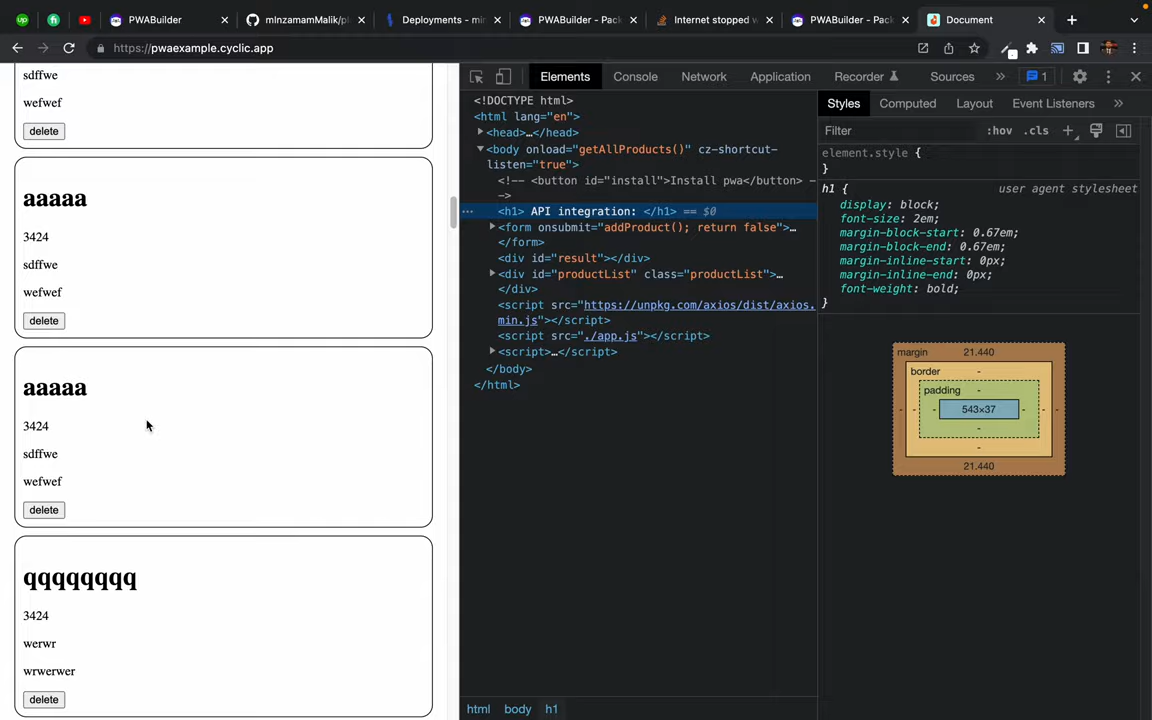 PWABuilder
mInzamamMalik/pl
Deployments - min
PWABuilder - Pack
Internet stopped w
PWABuilder - Pack
Document
https://pwaexample.cyclic.app
sdffwe
wefwef
delete
aaaaa
3424
sdffwe
wefwef
delete
aaaaa
3424
sdffwe
wefwef
delete
qqqqqqqq
3424
werwr
wrwerwer
delete
Elements
Console
Network
Application
Recorder
Sources
1
<!DOCTYPE html>
<html lang="en">
<head>…</head>
<body onload="getAllProducts()" cz-shortcut-
listen="true">
<!-- <button id="install">Install pwa</button> -
->
<h1> API integration: </h1> == $0
<form onsubmit="addProduct(); return false">…
</form>
<div id="result"></div>
<div id="productList" class="productList">…
</div>
<script src="https://unpkg.com/axios/dist/axios.
min.js"></script>
<script src="./app.js"></script>
<script>…</script>
</body>
</html>
html
body
h1
Styles
Computed
Layout
Event Listeners
Filter
:hov
.cls
element.style {
}
h1 {
user agent stylesheet
display: block;
font-size: 2em;
margin-block-start: 0.67em;
margin-block-end: 0.67em;
margin-inline-start: 0px;
margin-inline-end: 0px;
font-weight: bold;
}
margin
21.440
border
-
padding
-
543×37
-
-
21.440